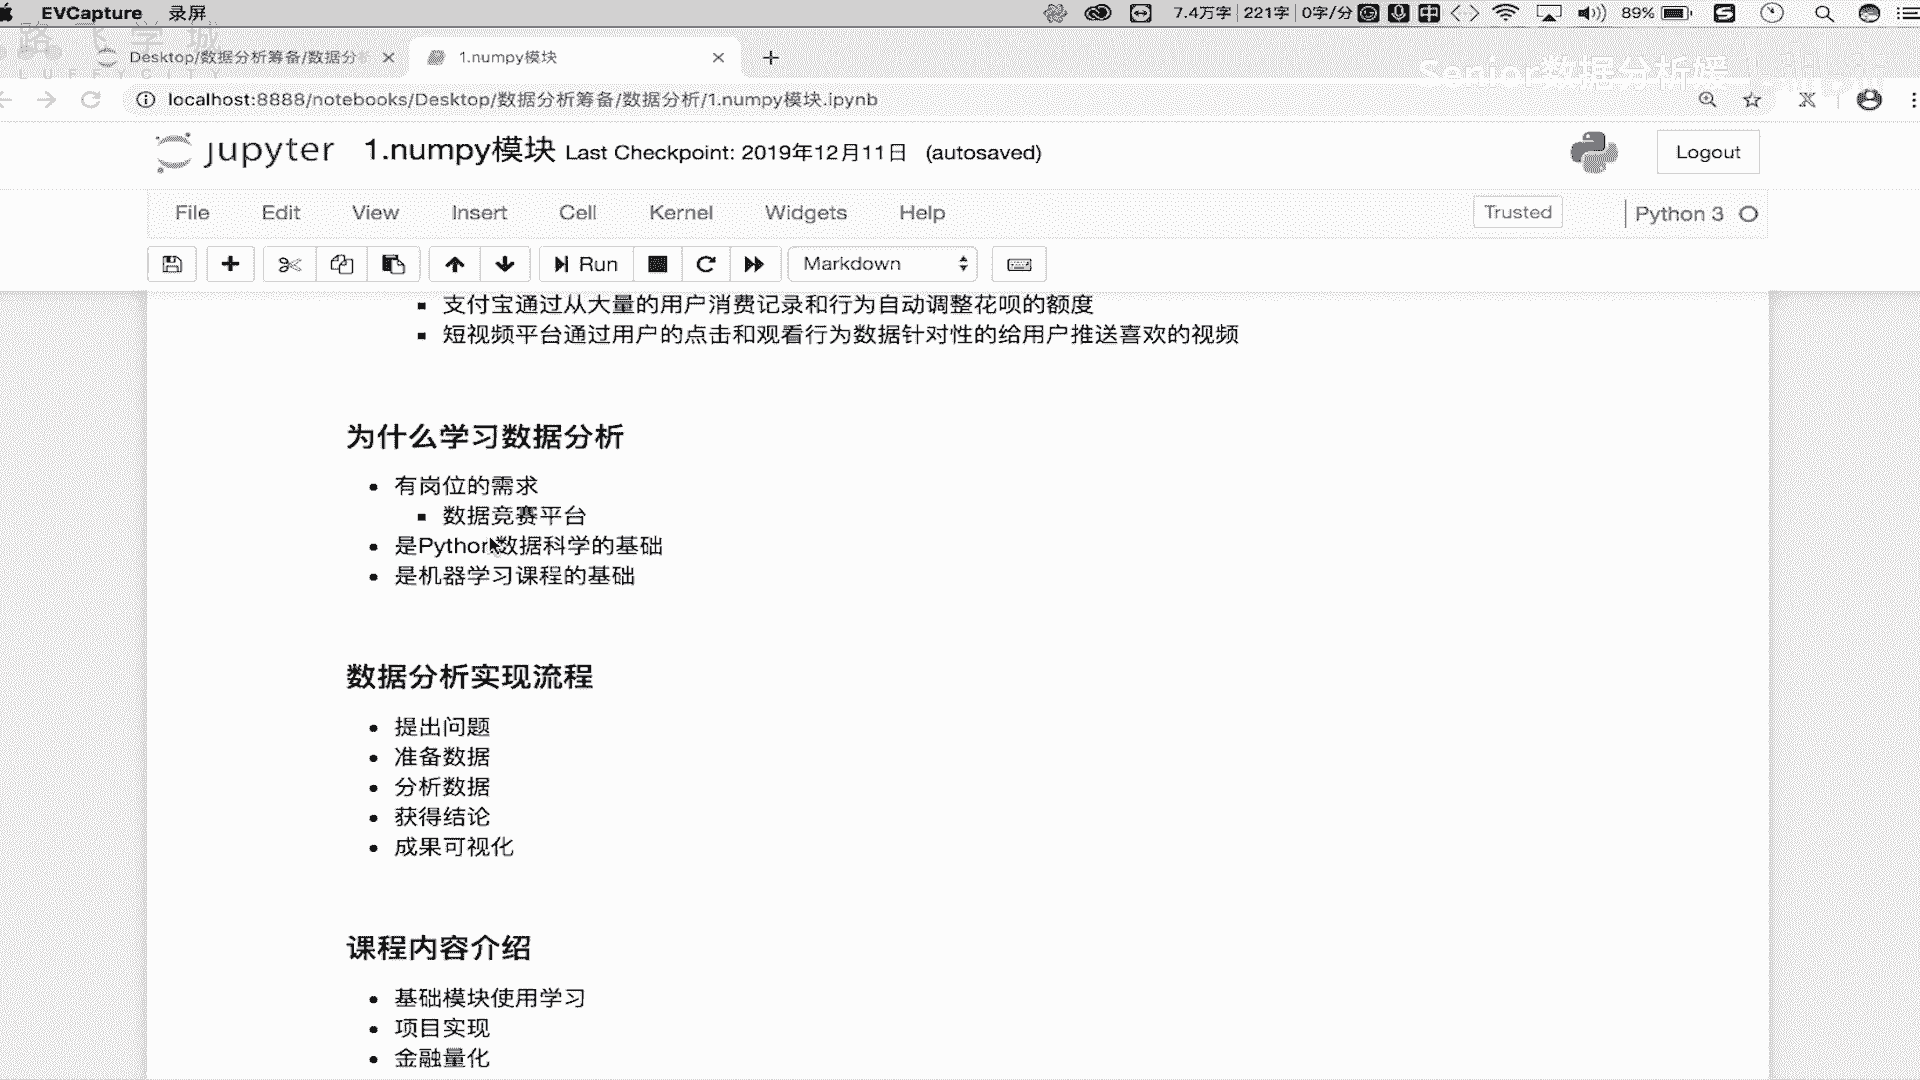 EVCapture 录屏 7.4万字 221字 0字/分 中 89%
路飞学城
LUFFYCITY
Desktop/数据分析筹备/数据分析 1.numpy模块
Senior数据分析媛
localhost:8888/notebooks/Desktop/数据分析筹备/数据分析/1.numpy模块.ipynb
jupyter 1.numpy模块 Last Checkpoint: 2019年12月11日 (autosaved) Logout
File Edit View Insert Cell Kernel Widgets Help Trusted Python 3
Run Markdown
支付宝通过从大量的用户消费记录和行为自动调整花呗的额度
短视频平台通过用户的点击和观看行为数据针对性的给用户推送喜欢的视频
为什么学习数据分析
有岗位的需求
数据竞赛平台
是Python数据科学的基础
是机器学习课程的基础
数据分析实现流程
提出问题
准备数据
分析数据
获得结论
成果可视化
课程内容介绍
基础模块使用学习
项目实现
金融量化